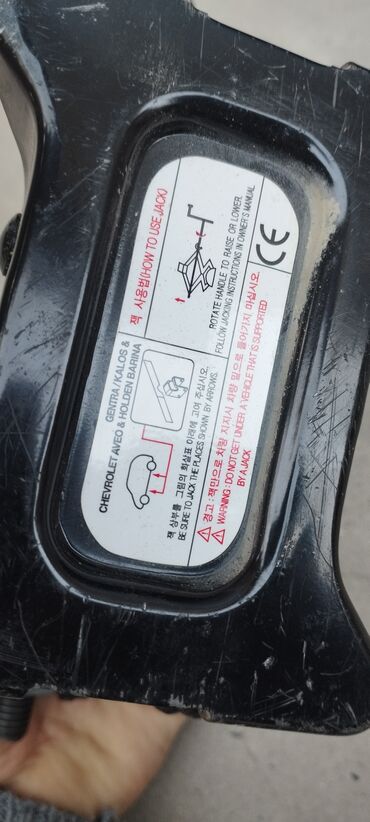 잭 사용법(HOW TO USE JACK)
ROTATE HANDLE TO RAISE OR LOWER.
FOLLOW JACKING INSTRUCTIONS IN OWNER'S MANUAL.
CE
GENTRA / KALOS &
CHEVROLET AVEO & HOLDEN BARINA
잭 상부를 그림의 화살표 아래에 고여 주십시오.
BE SURE TO JACK THE PLACES SHOWN BY ARROWS.
경고 : 잭만으로 차량 지지시 차량 밑으로 들어가지 마십시오.
WARNING : DO NOT GET UNDER A VEHICLE THAT IS SUPPORTED
BY A JACK